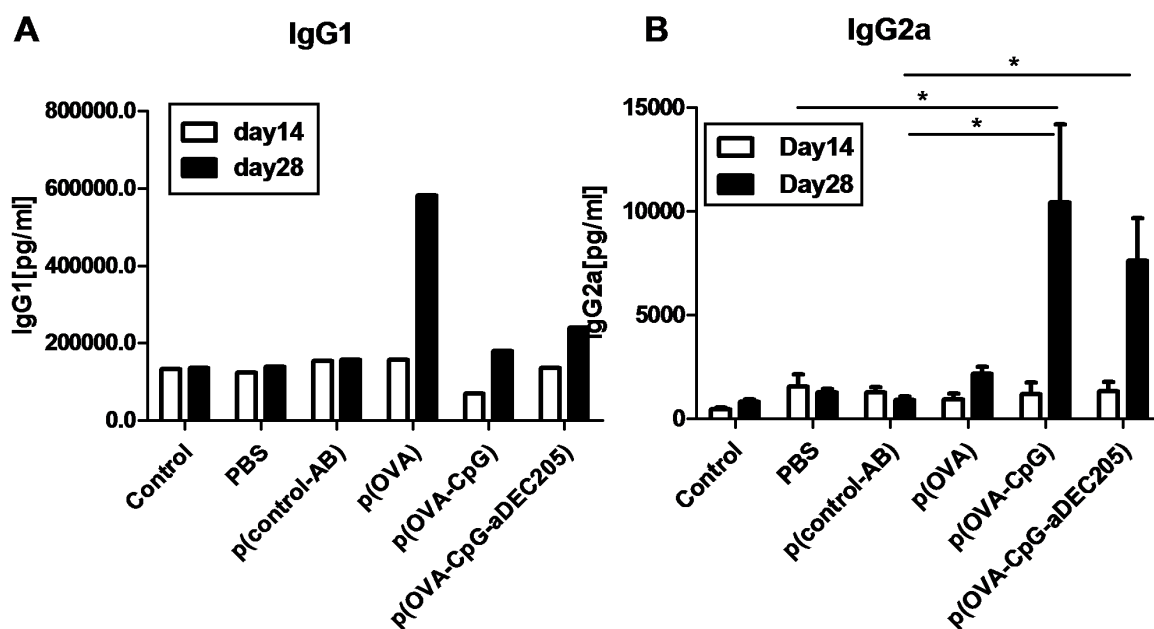 A
IgG1
IgG1[pg/ml]
800000.0
600000.0
400000.0
200000.0
0.0
day14
day28
Control
PBS
p(control-AB)
p(OVA)
p(OVA-CpG)
p(OVA-CpG-aDEC205)
B
IgG2a
*
*
*
IgG2a[pg/ml]
15000
10000
5000
0
Day14
Day28
Control
PBS
p(control-AB)
p(OVA)
p(OVA-CpG)
p(OVA-CpG-aDEC205)